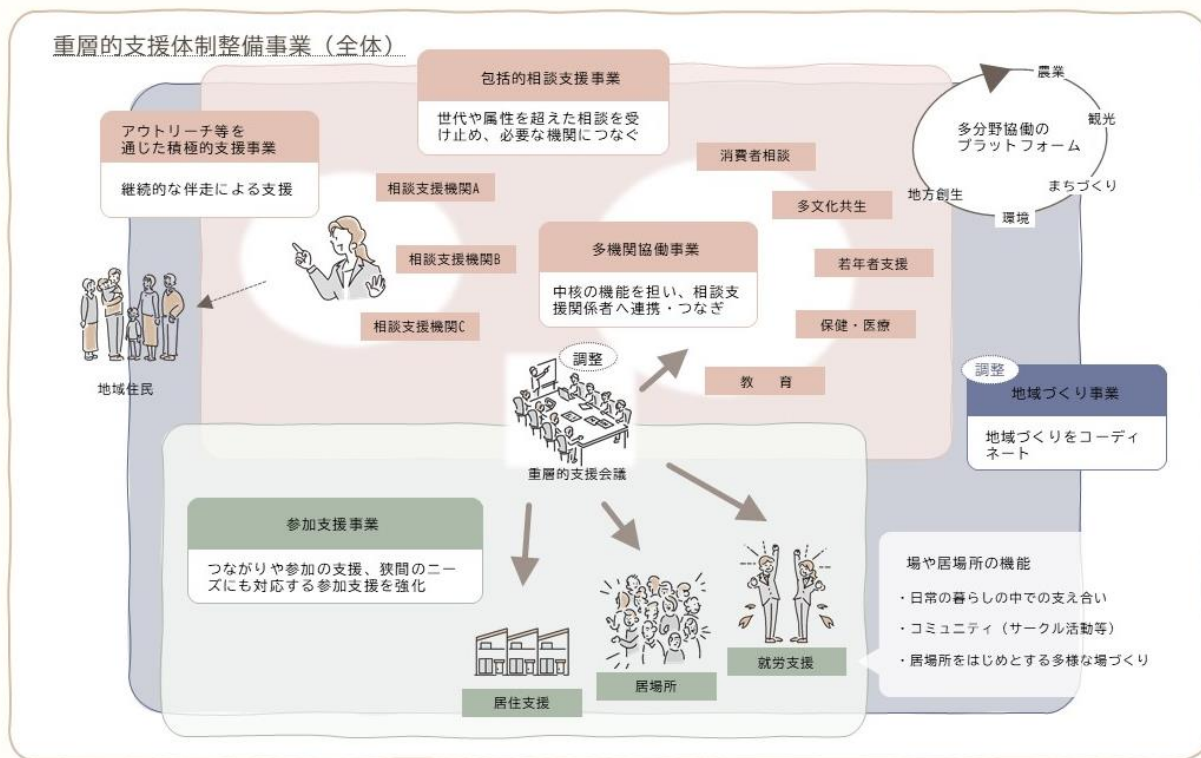 重層的支援体制整備事業（全体）
包括的相談支援事業
世代や属性を超えた相談を受
け止め、必要な機関につなぐ
アウトリーチ等を
通じた積極的支援事業
継続的な伴走による支援
相談支援機関A
相談支援機関B
相談支援機関C
地域住民
多機関協働事業
中核の機能を担い、相談支
援関係者へ連携・つなぎ
消費者相談
多文化共生
若年者支援
保健・医療
教　育
調整
重層的支援会議
農業
観光
まちづくり
環境
地方創生
多分野協働の
プラットフォーム
調整
地域づくり事業
地域づくりをコーディ
ネート
参加支援事業
つながりや参加の支援、狭間のニー
ズにも対応する参加支援を強化
居住支援
居場所
就労支援
場や居場所の機能
・日常の暮らしの中での支え合い
・コミュニティ（サークル活動等）
・居場所をはじめとする多様な場づくり